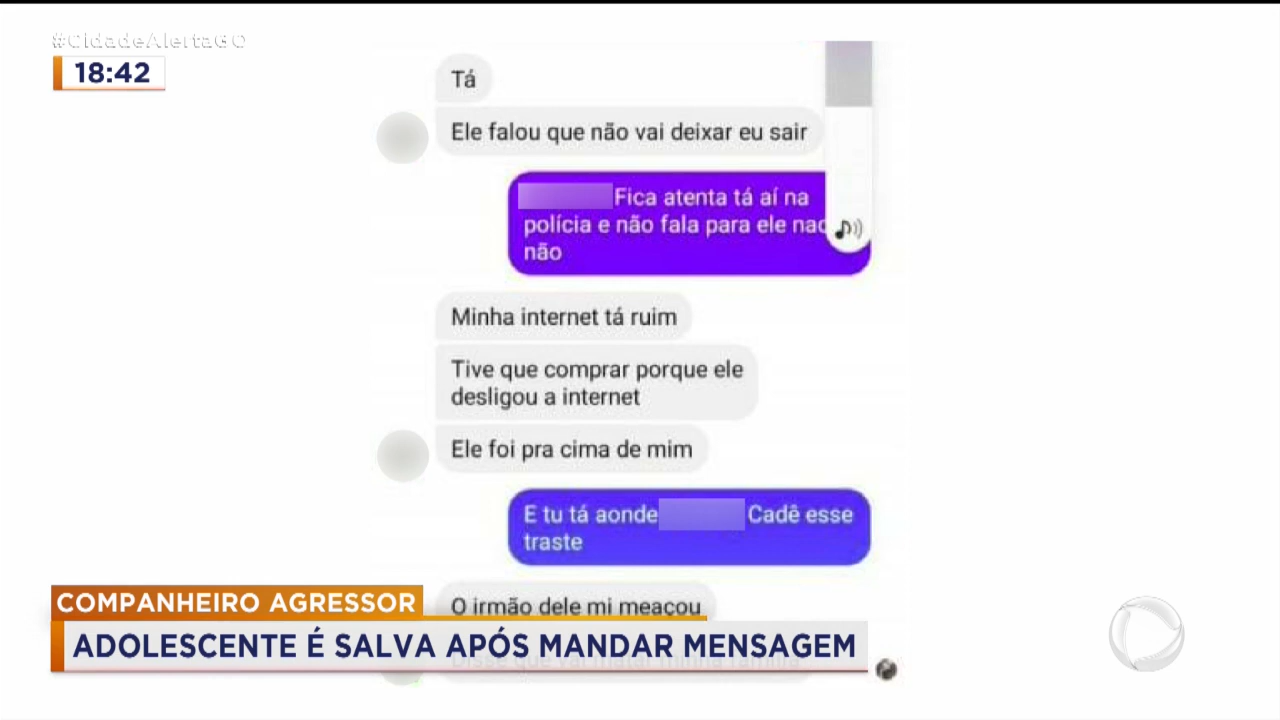 #CidadeAlertaGO
18:42
Tá
Ele falou que não vai deixar eu sair
Fica atenta tá aí na
polícia e não fala para ele nao
não
Minha internet tá ruim
Tive que comprar porque ele
desligou a internet
Ele foi pra cima de mim
E tu tá aonde Cadê esse
traste
O irmão dele mi meaçou
COMPANHEIRO AGRESSOR
ADOLESCENTE É SALVA APÓS MANDAR MENSAGEM